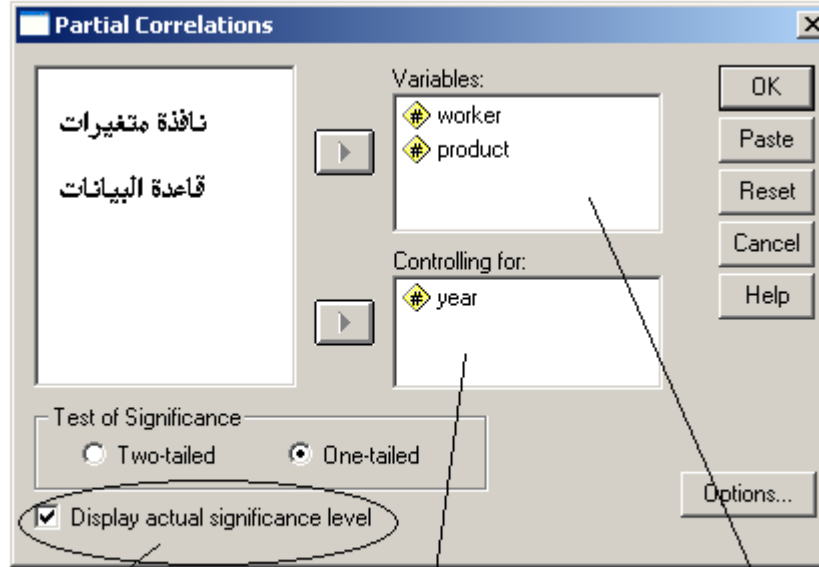 Partial Correlations
نافذة متغيرات
قاعدة البيانات
Variables:
# worker
# product
Controlling for:
# year
OK
Paste
Reset
Cancel
Help
Test of Significance
Two-tailed
One-tailed
Display actual significance level
Options...